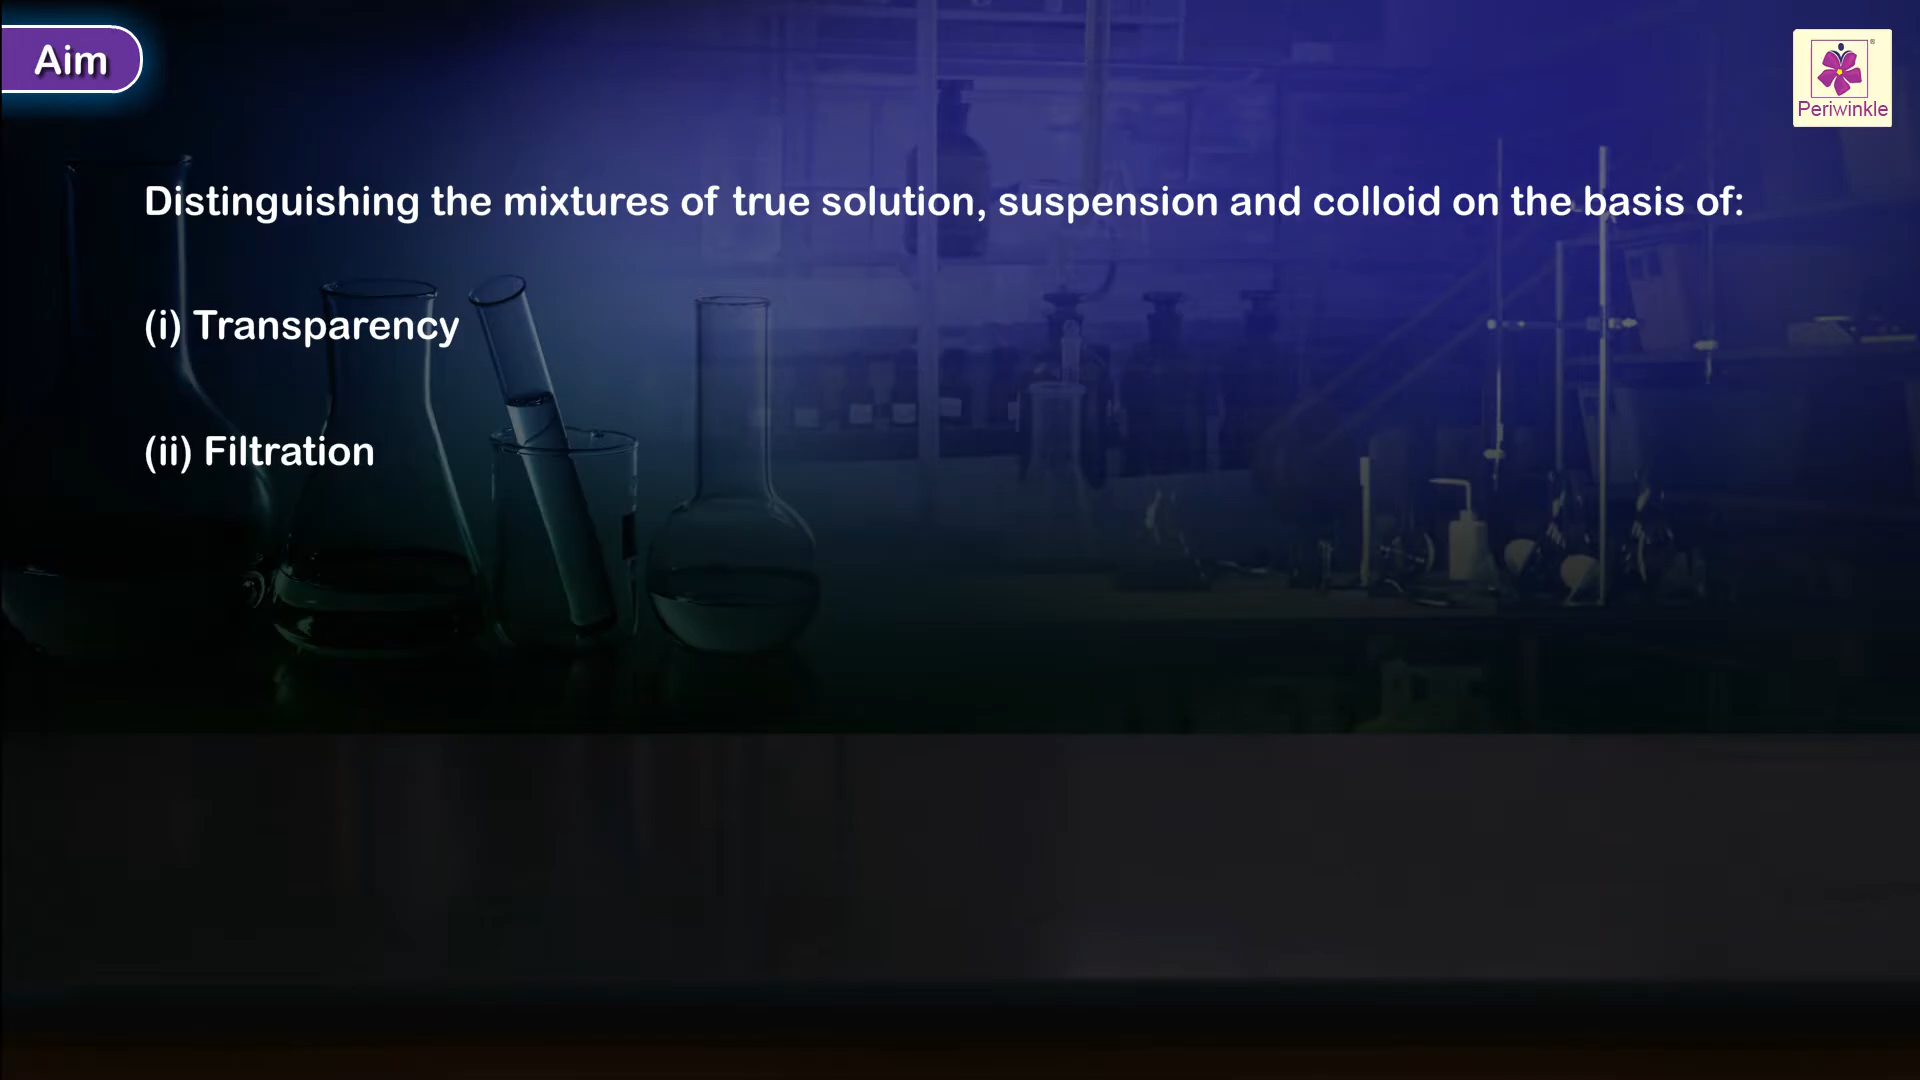 Aim
Periwinkle
Distinguishing the mixtures of true solution, suspension and colloid on the basis of:
(i) Transparency
(ii) Filtration